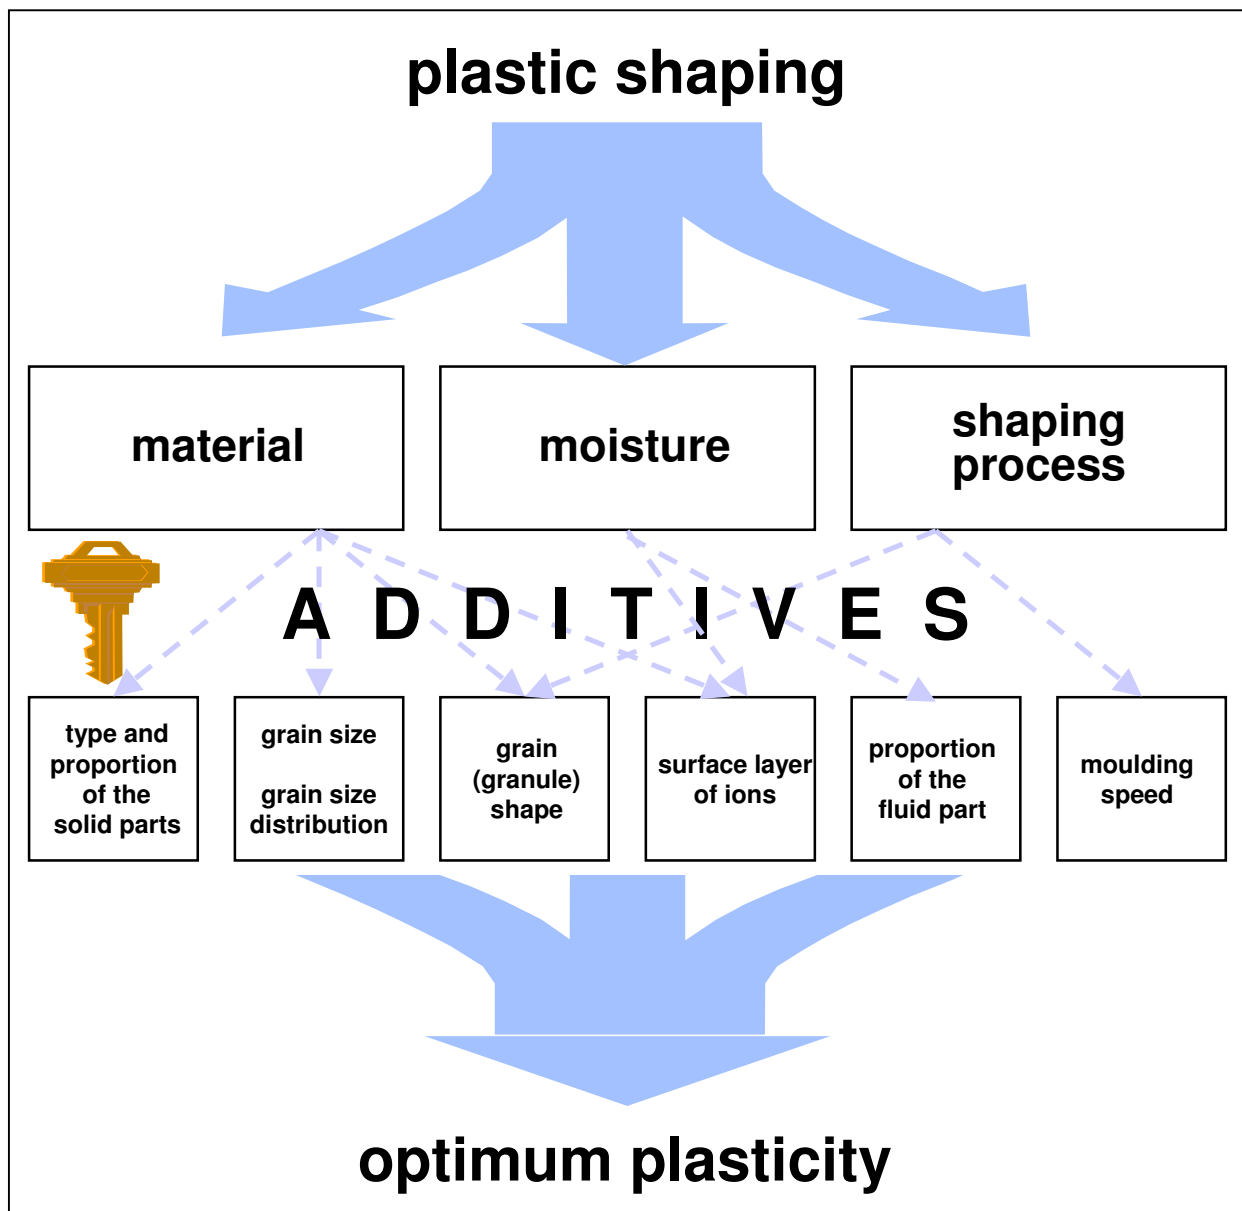 plastic shaping
material
moisture
shaping
process
A D D I T I V E S
type and
proportion
of the
solid parts
grain size
grain size
distribution
grain
(granule)
shape
surface layer
of ions
proportion
of the
fluid part
moulding
speed
optimum plasticity